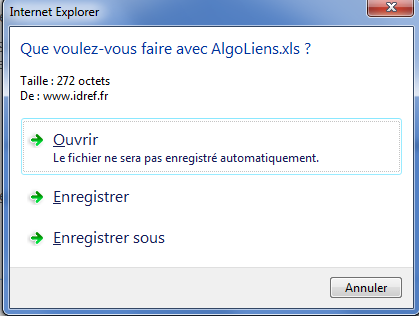 Internet Explorer
Que voulez-vous faire avec AlgoLiens.xls ?
Taille : 272 octets
De : www.idref.fr
Ouvrir
Le fichier ne sera pas enregistré automatiquement.
Enregistrer
Enregistrer sous
Annuler